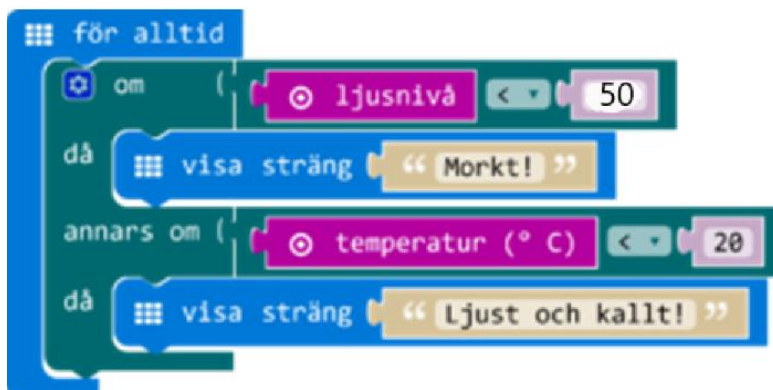 för alltid
om ( ljusnivå < 50
då visa sträng “ Morkt! ”
annars om ( temperatur (° C) < 20
då visa sträng “ Ljust och kallt! ”